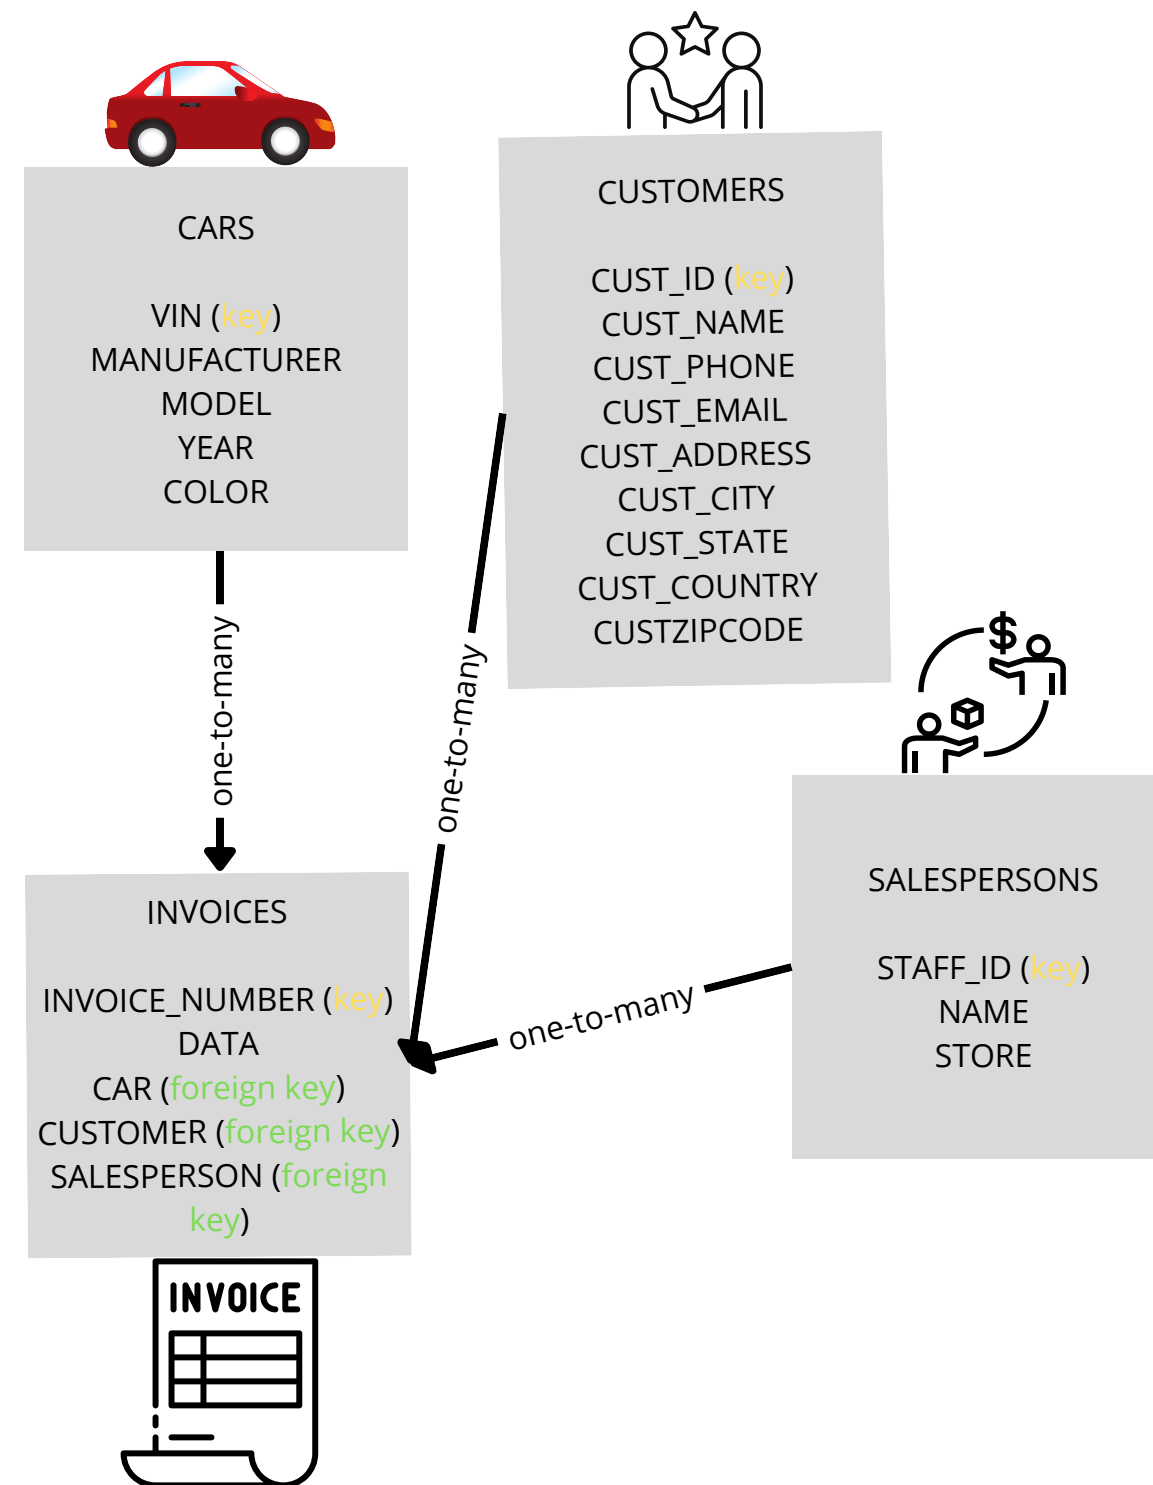 CARS
VIN (key)
MANUFACTURER
MODEL
YEAR
COLOR
CUSTOMERS
CUST_ID (key)
CUST_NAME
CUST_PHONE
CUST_EMAIL
CUST_ADDRESS
CUST_CITY
CUST_STATE
CUST_COUNTRY
CUSTZIPCODE
one-to-many
one-to-many
one-to-many
SALESPERSONS
STAFF_ID (key)
NAME
STORE
INVOICES
INVOICE_NUMBER (key)
DATA
CAR (foreign key)
CUSTOMER (foreign key)
SALESPERSON (foreign
key)
INVOICE
$